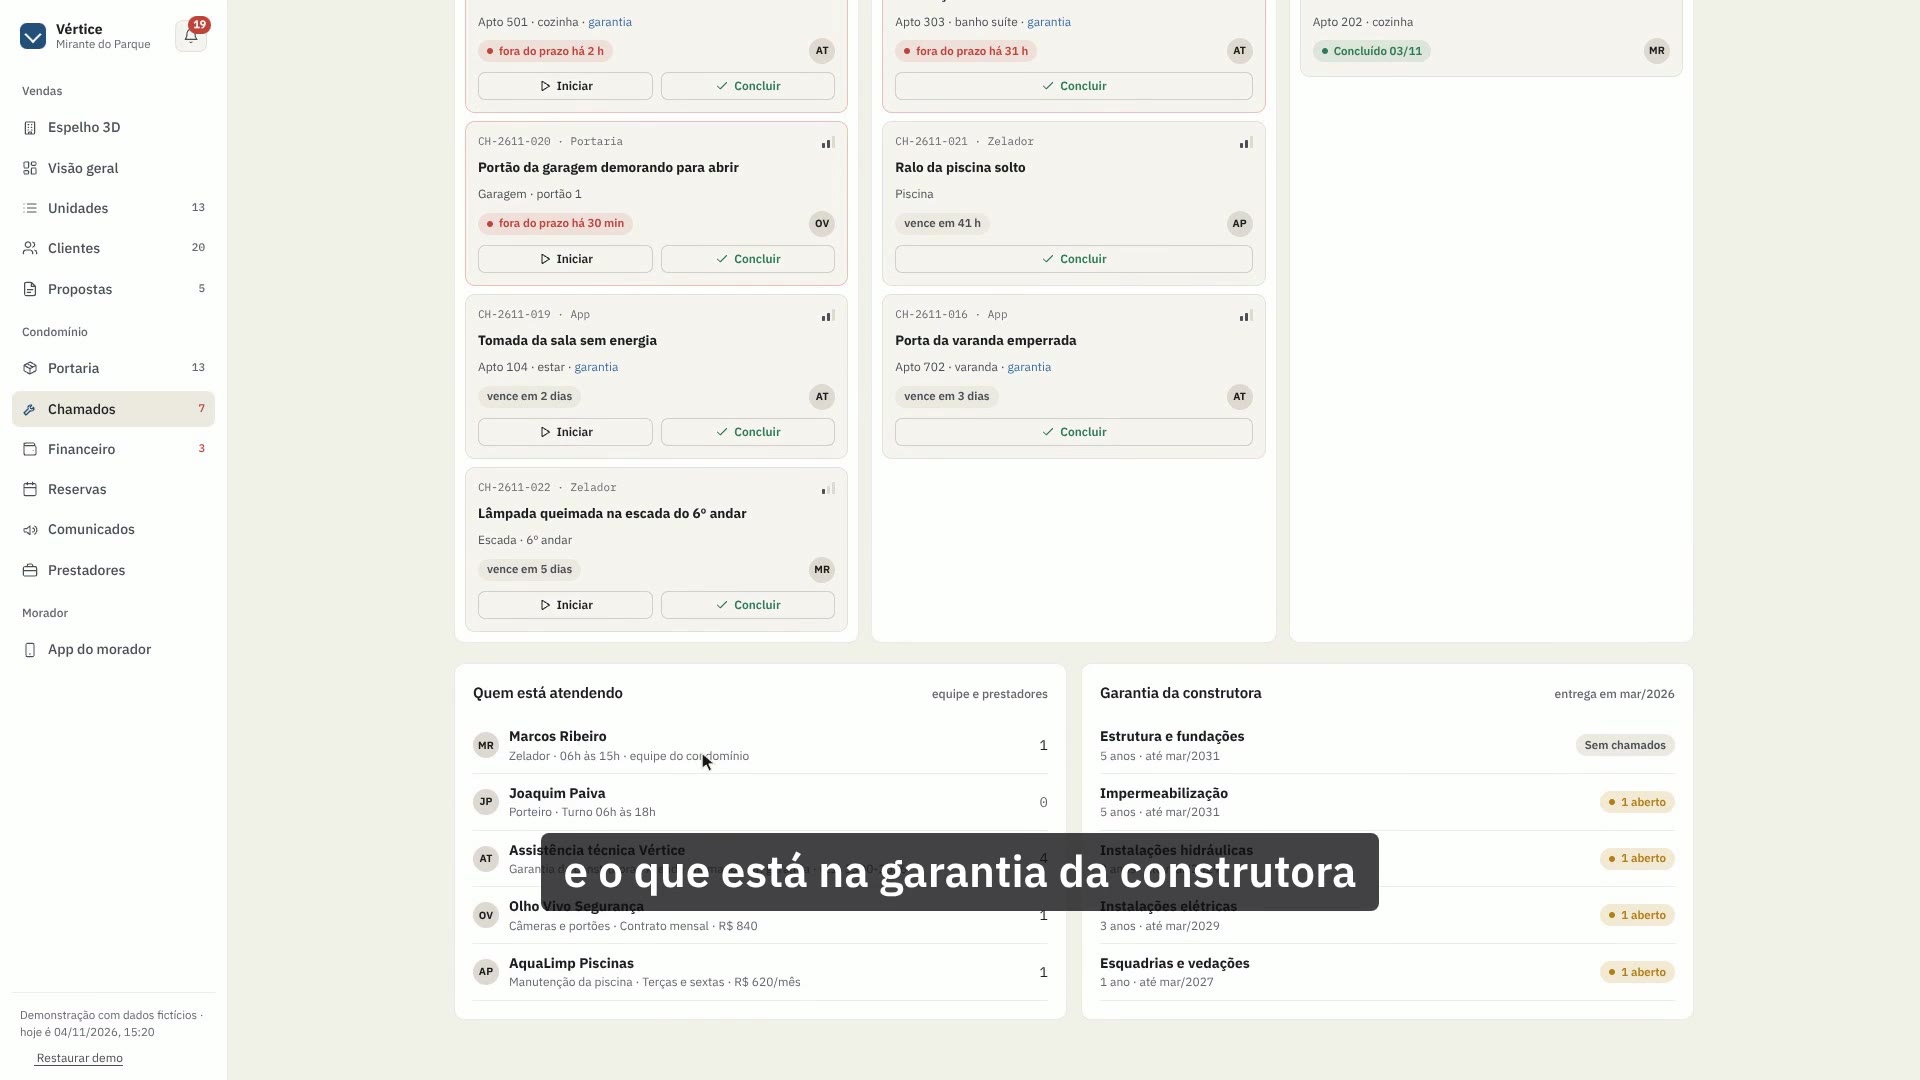 Vértice
Mirante do Parque
19
Vendas
Espelho 3D
Visão geral
Unidades 13
Clientes 20
Propostas 5
Condomínio
Portaria 13
Chamados 7
Financeiro 3
Reservas
Comunicados
Prestadores
Morador
App do morador
Demonstração com dados fictícios ·
hoje é 04/11/2026, 15:20
Restaurar demo
Apto 501 · cozinha · garantia
fora do prazo há 2 h AT
Iniciar Concluir
CH-2611-020 · Portaria
Portão da garagem demorando para abrir
Garagem · portão 1
fora do prazo há 30 min OV
Iniciar Concluir
CH-2611-019 · App
Tomada da sala sem energia
Apto 104 · estar · garantia
vence em 2 dias AT
Iniciar Concluir
CH-2611-022 · Zelador
Lâmpada queimada na escada do 6º andar
Escada · 6º andar
vence em 5 dias MR
Iniciar Concluir
Apto 303 · banho suíte · garantia
fora do prazo há 31 h AT
Concluir
CH-2611-021 · Zelador
Ralo da piscina solto
Piscina
vence em 41 h AP
Concluir
CH-2611-016 · App
Porta da varanda emperrada
Apto 702 · varanda · garantia
vence em 3 dias AT
Concluir
Apto 202 · cozinha
Concluído 03/11 MR
Quem está atendendo equipe e prestadores
MR Marcos Ribeiro 1
Zelador · 06h às 15h · equipe do condomínio
JP Joaquim Paiva 0
Porteiro · Turno 06h às 18h
AT Assistência técnica Vértice 4
OV Olho Vivo Segurança 1
Câmeras e portões · Contrato mensal · R$ 840
AP AquaLimp Piscinas 1
Manutenção da piscina · Terças e sextas · R$ 620/mês
Garantia da construtora entrega em mar/2026
Estrutura e fundações Sem chamados
5 anos · até mar/2031
Impermeabilização 1 aberto
5 anos · até mar/2031
Instalações hidráulicas 1 aberto
Instalações elétricas 1 aberto
3 anos · até mar/2029
Esquadrias e vedações 1 aberto
1 ano · até mar/2027
e o que está na garantia da construtora